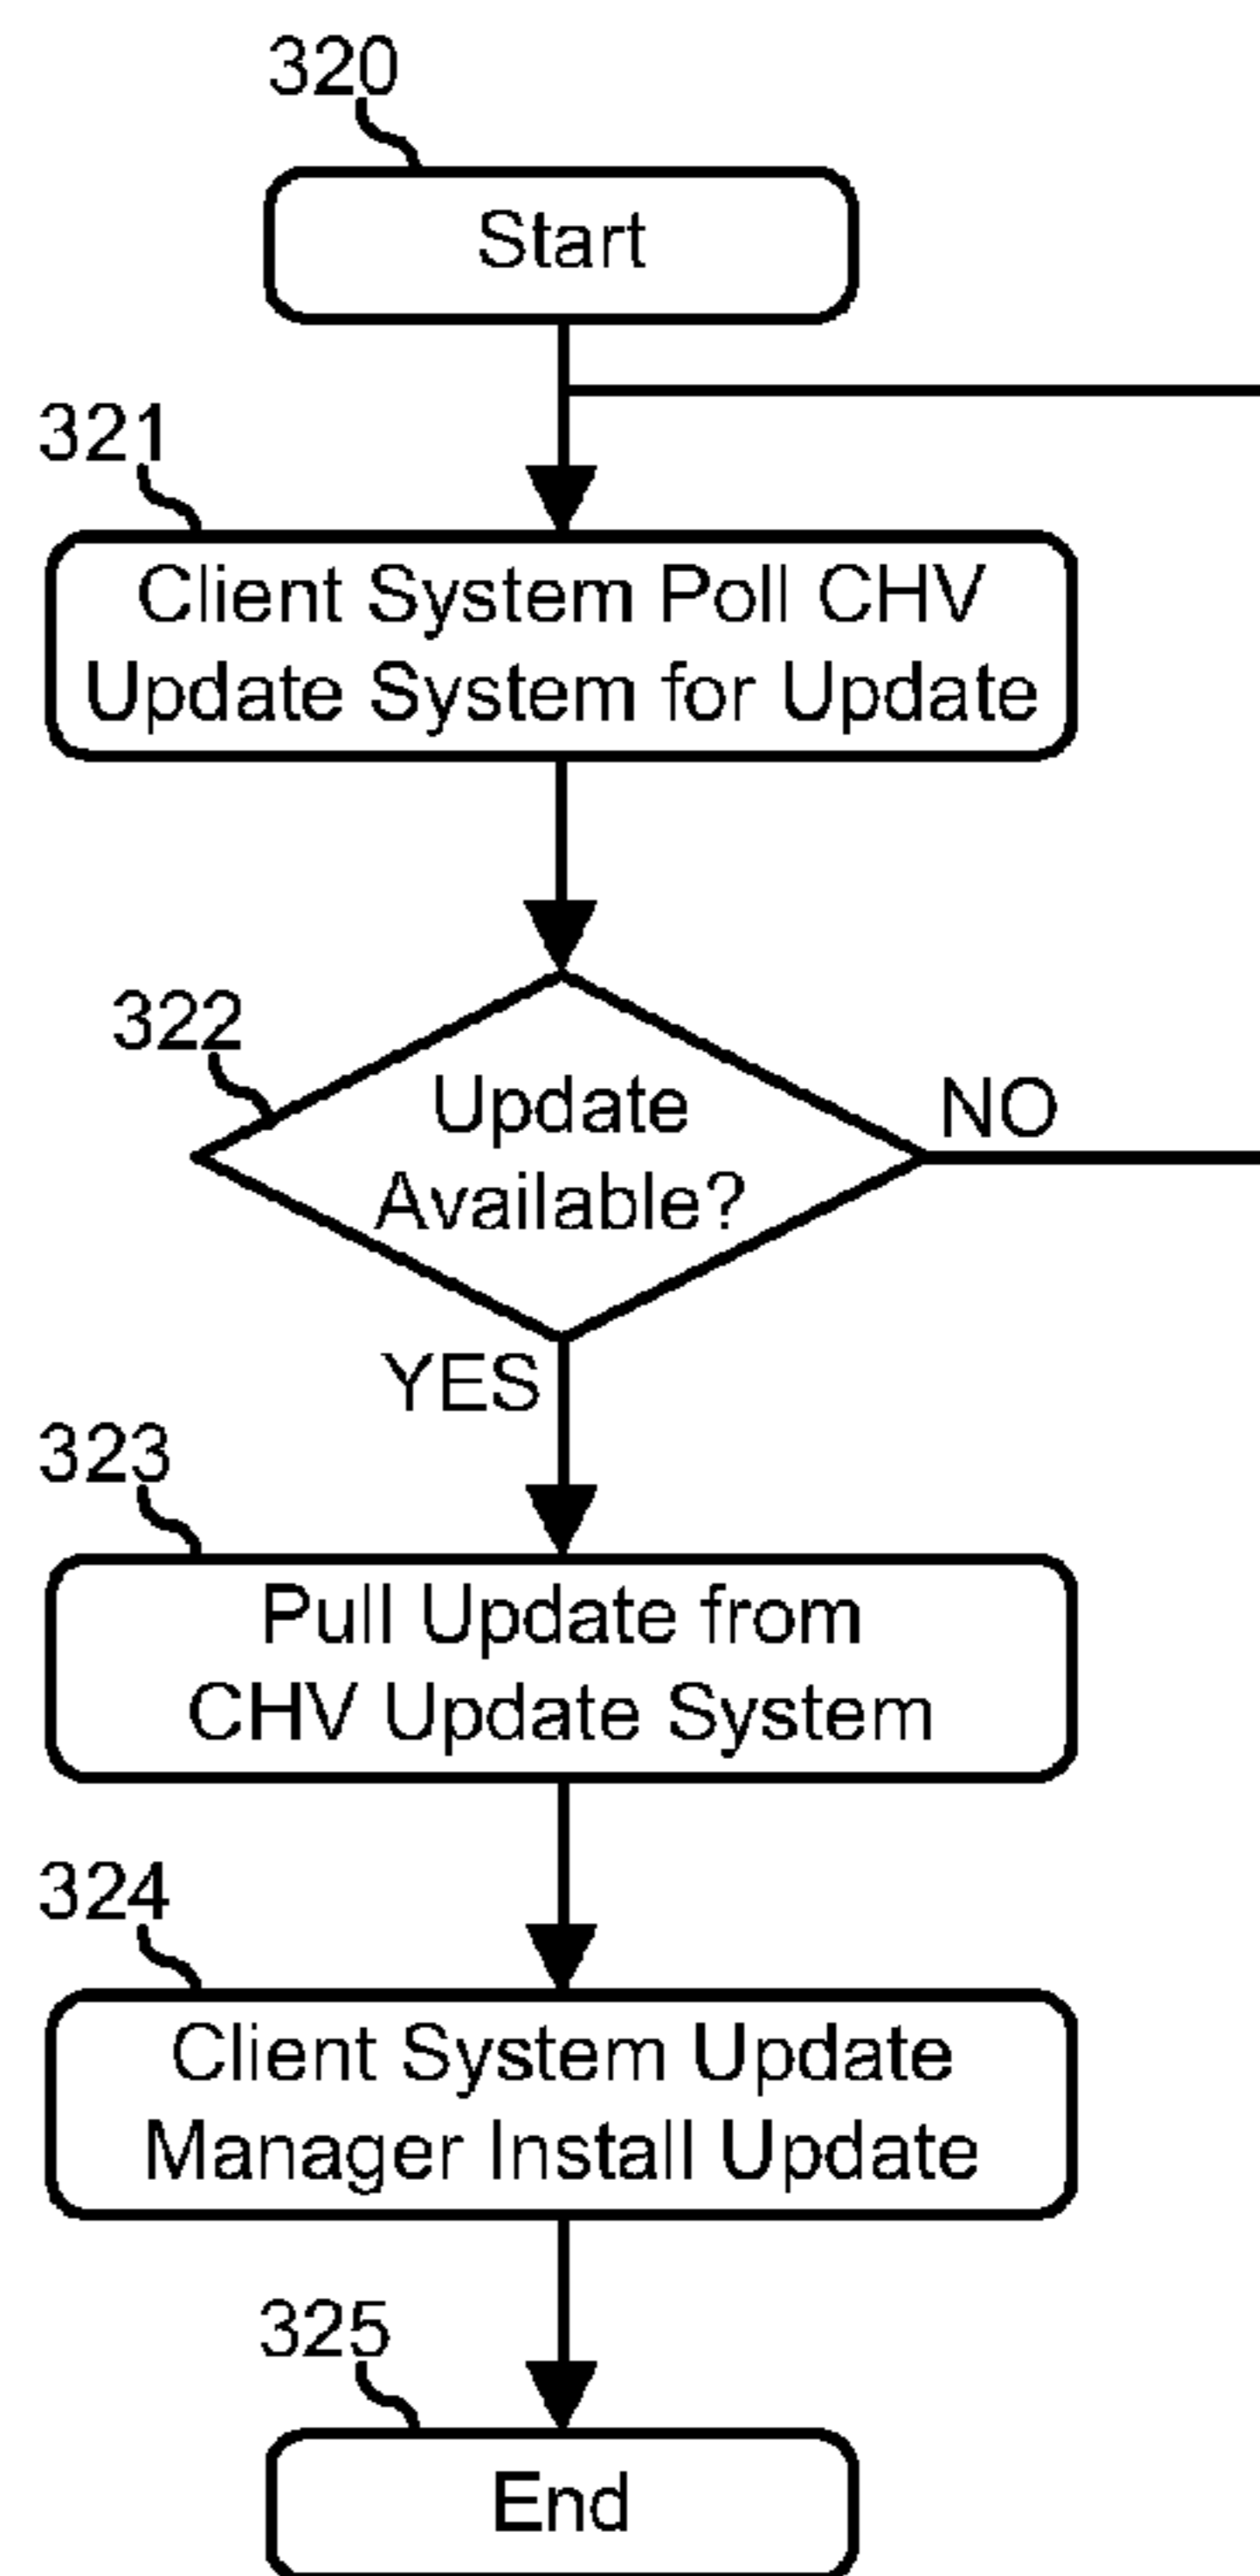 320
Start
321
Client System Poll CHV
Update System for Update
322
Update
Available?
NO
YES
323
Pull Update from
CHV Update System
324
Client System Update
Manager Install Update
325
End